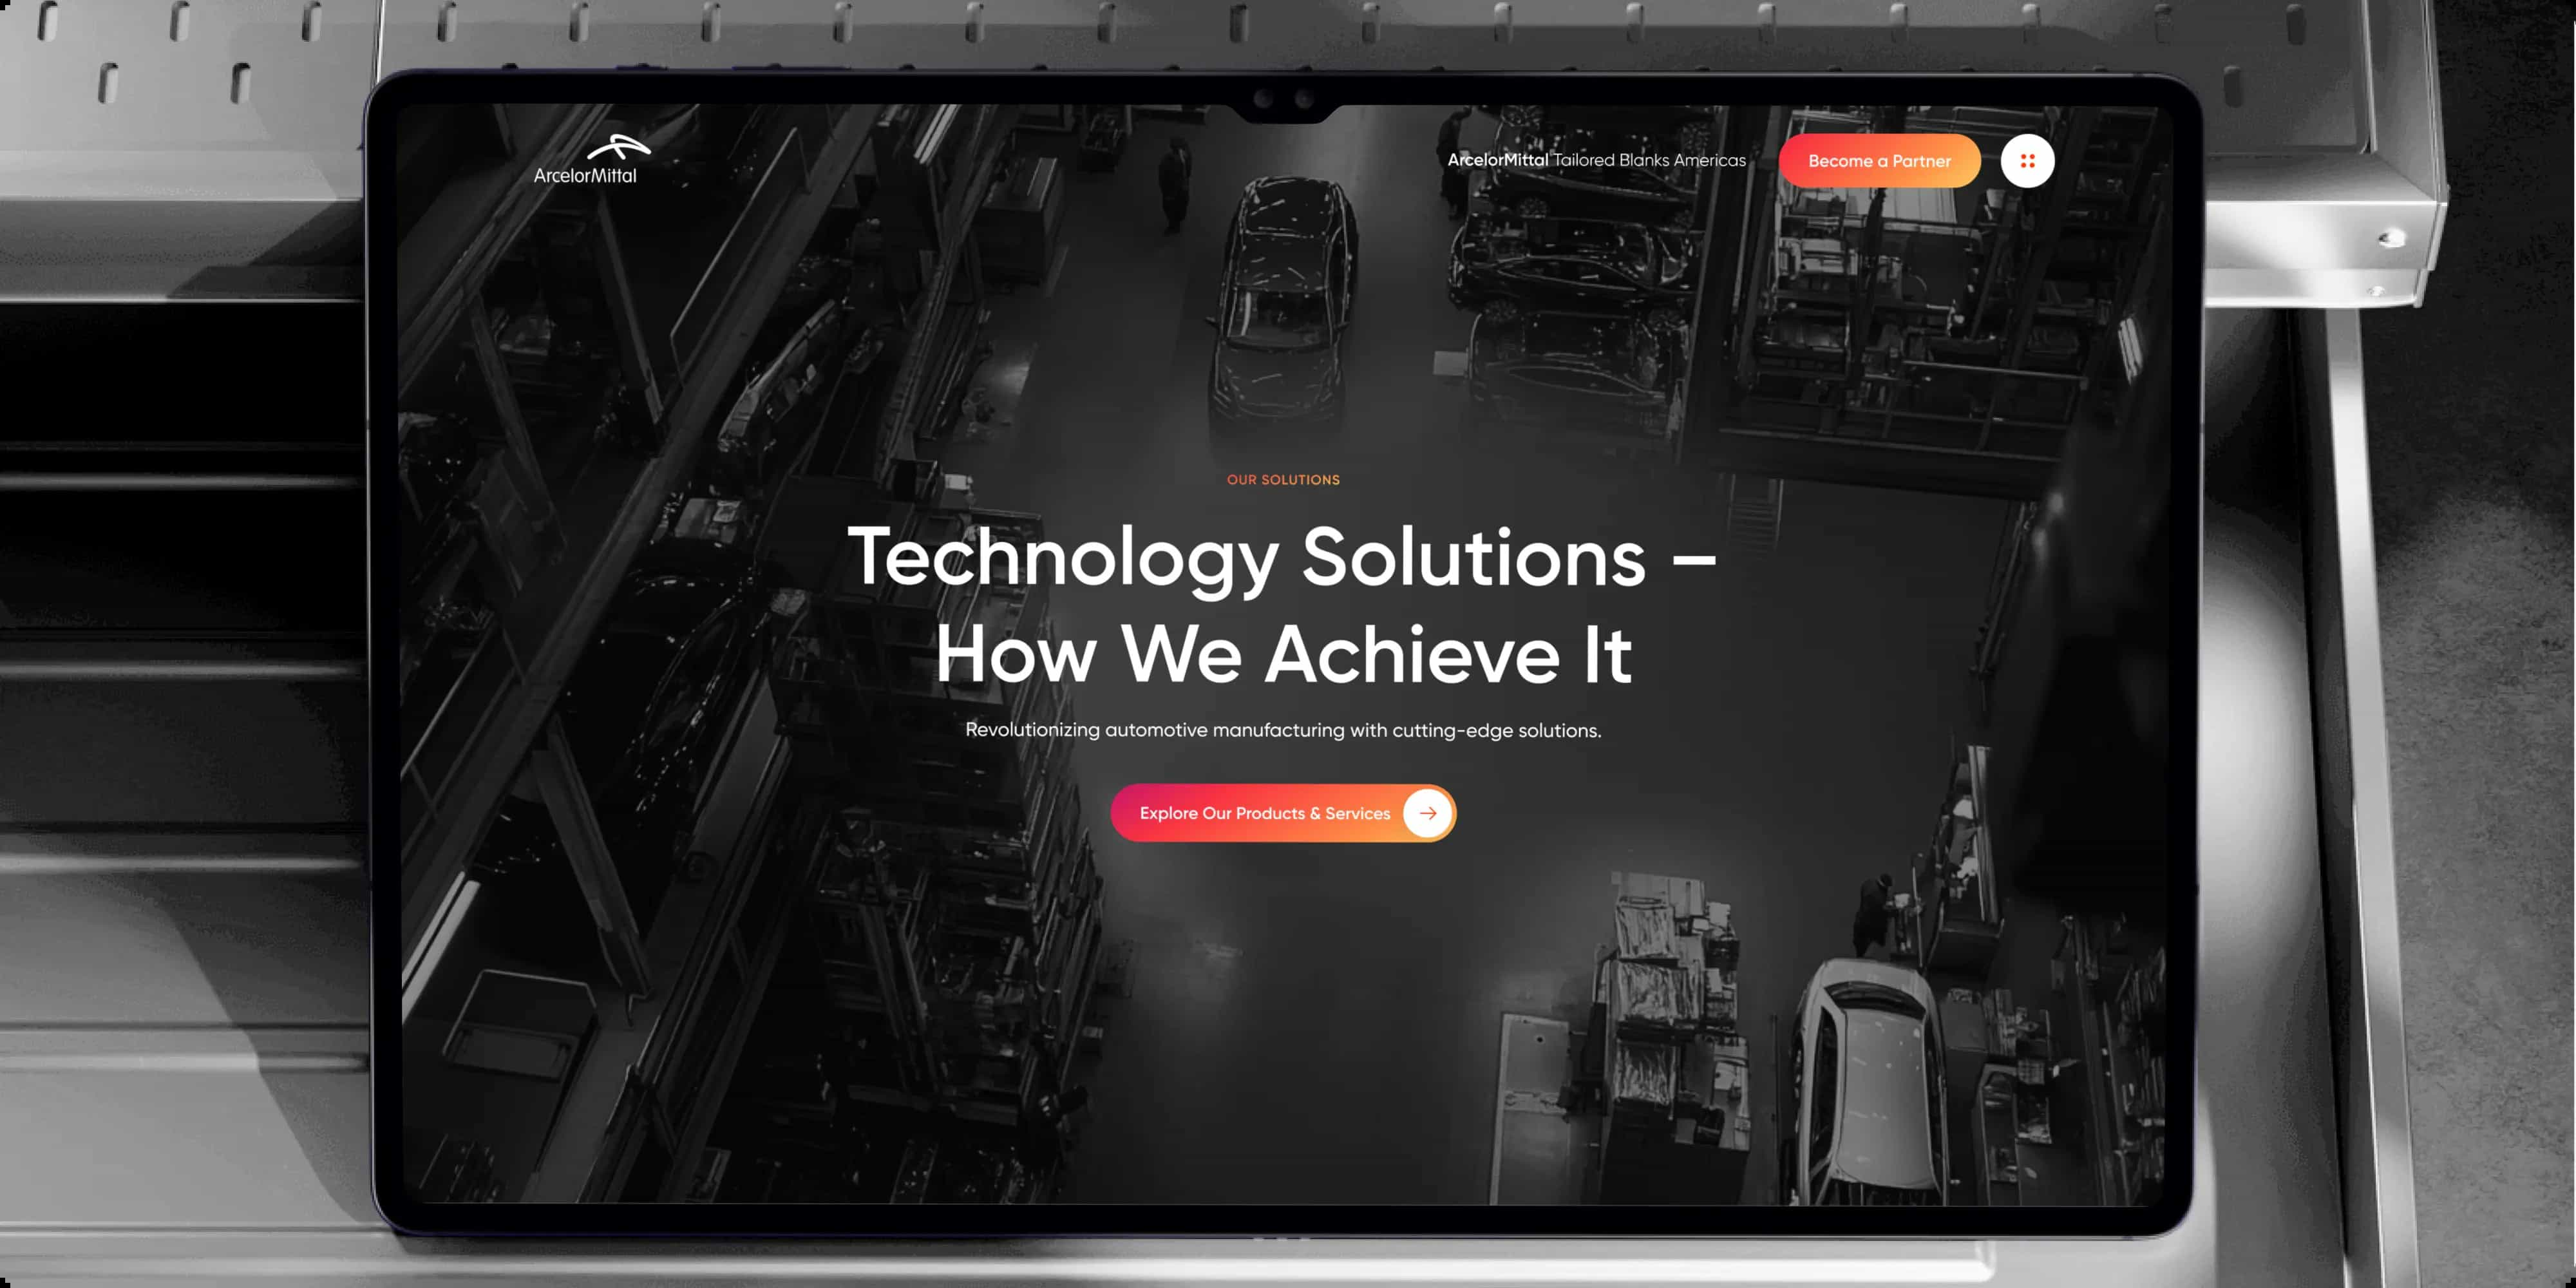 ArcelorMittal
ArcelorMittal Tailored Blanks Americas
Become a Partner
OUR SOLUTIONS
Technology Solutions –
How We Achieve It
Revolutionizing automotive manufacturing with cutting-edge solutions.
Explore Our Products & Services